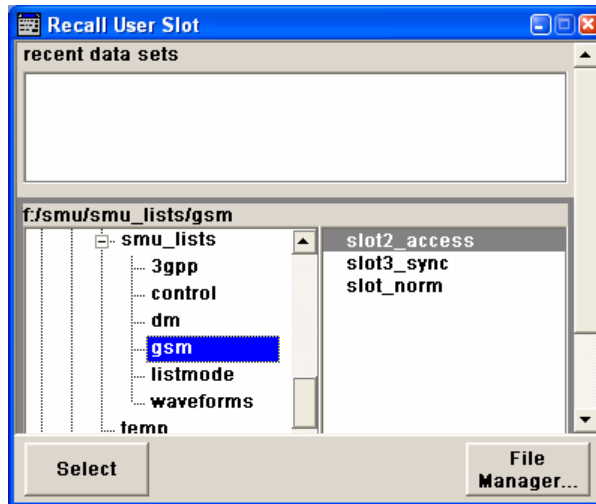 Recall User Slot
recent data sets
f:/smu/smu_lists/gsm
smu_lists
3gpp
control
dm
gsm
listmode
waveforms
temp
slot2_access
slot3_sync
slot_norm
Select
File
Manager...